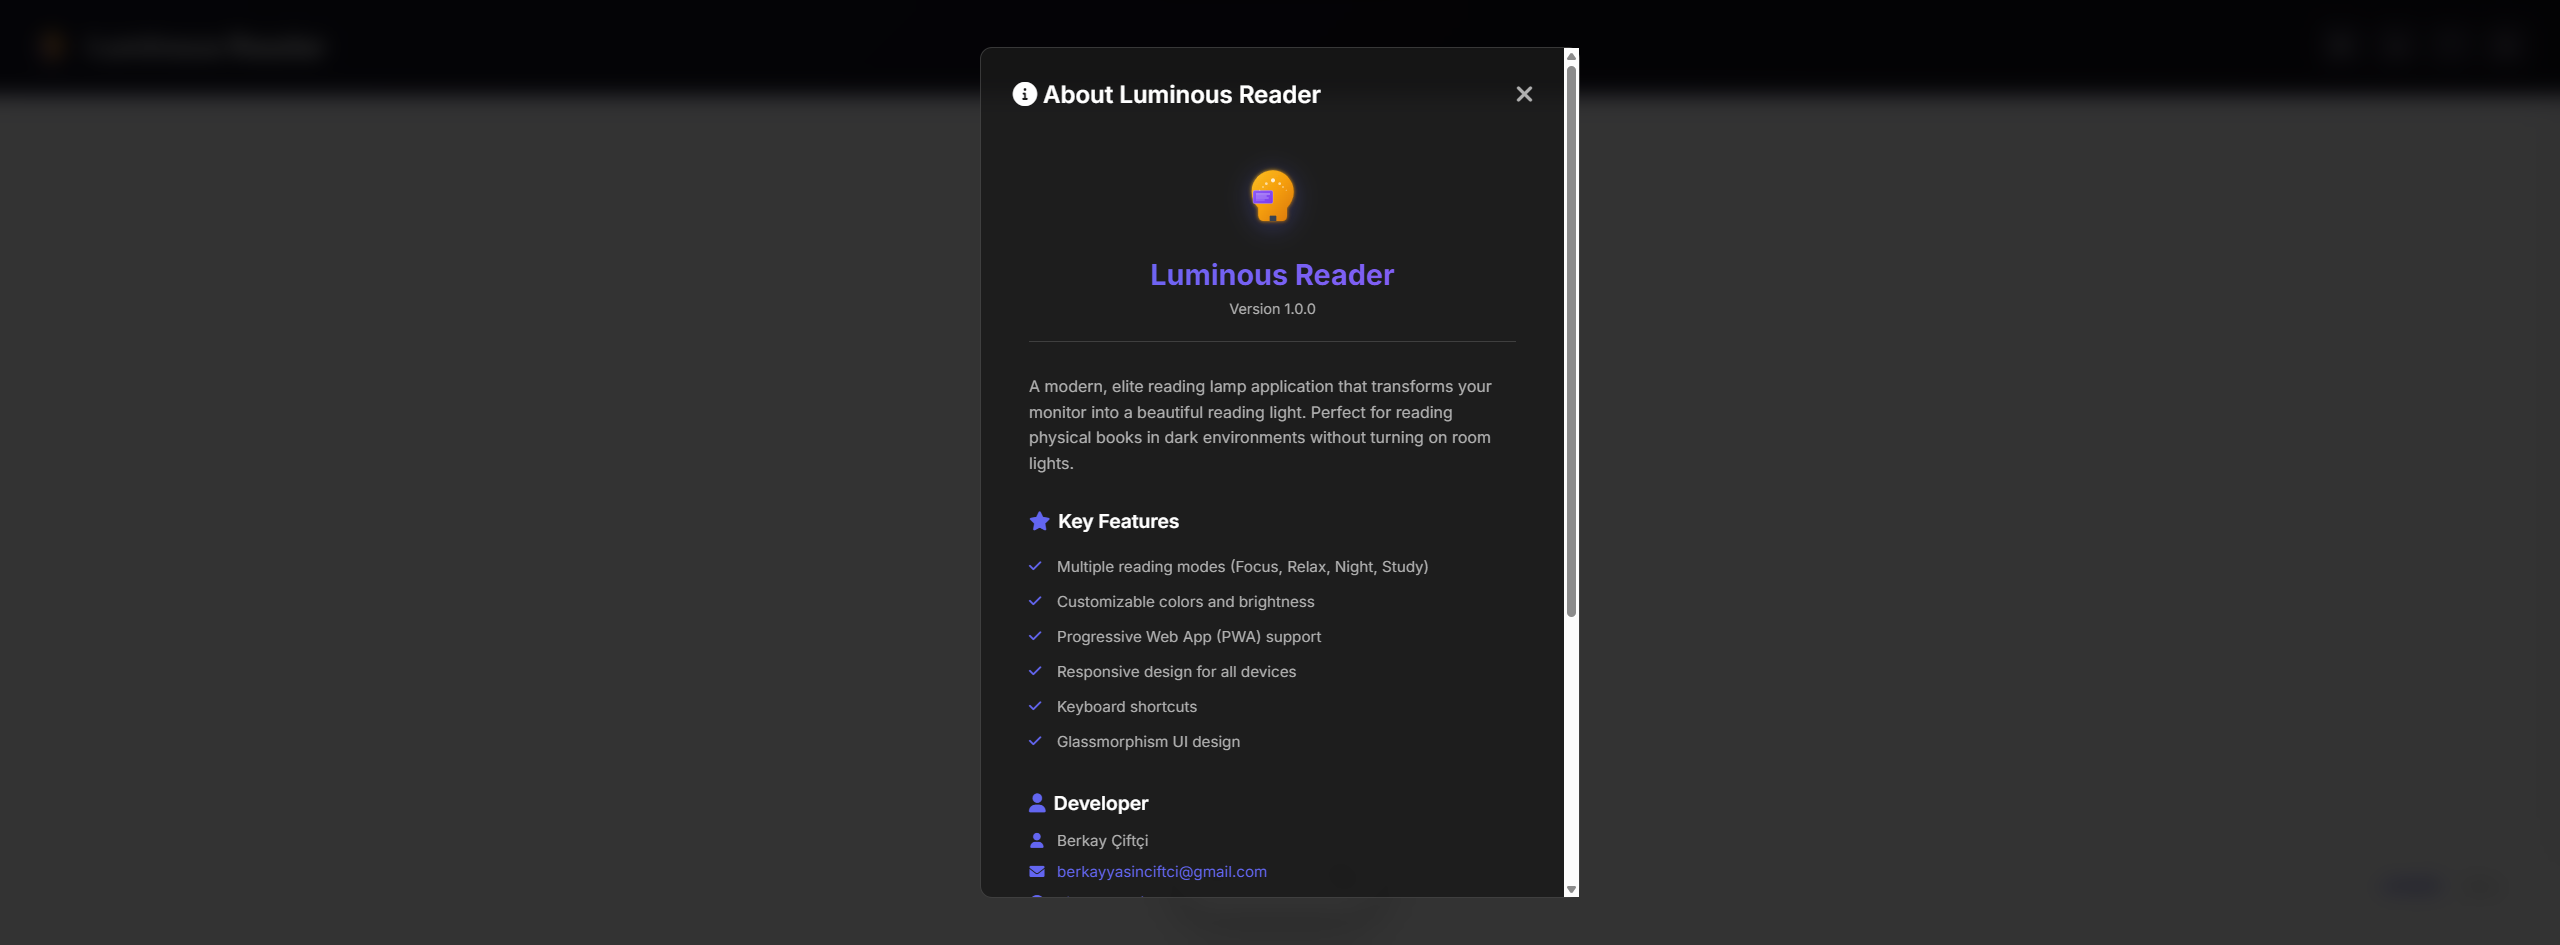 About Luminous Reader
Luminous Reader
Version 1.0.0
A modern, elite reading lamp application that transforms your
monitor into a beautiful reading light. Perfect for reading
physical books in dark environments without turning on room
lights.
Key Features
Multiple reading modes (Focus, Relax, Night, Study)
Customizable colors and brightness
Progressive Web App (PWA) support
Responsive design for all devices
Keyboard shortcuts
Glassmorphism UI design
Developer
Berkay Çiftçi
berkayyasinciftci@gmail.com